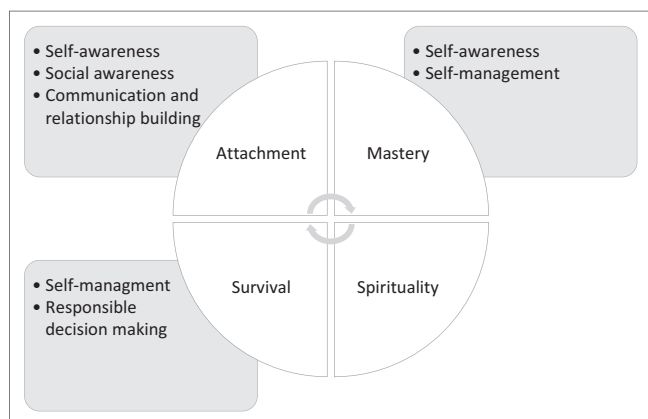 • Self-awareness
• Social awareness
• Communication and
relationship building
• Self-awareness
• Self-management
Attachment
Mastery
Survival
Spirituality
• Self-managment
• Responsible
decision making